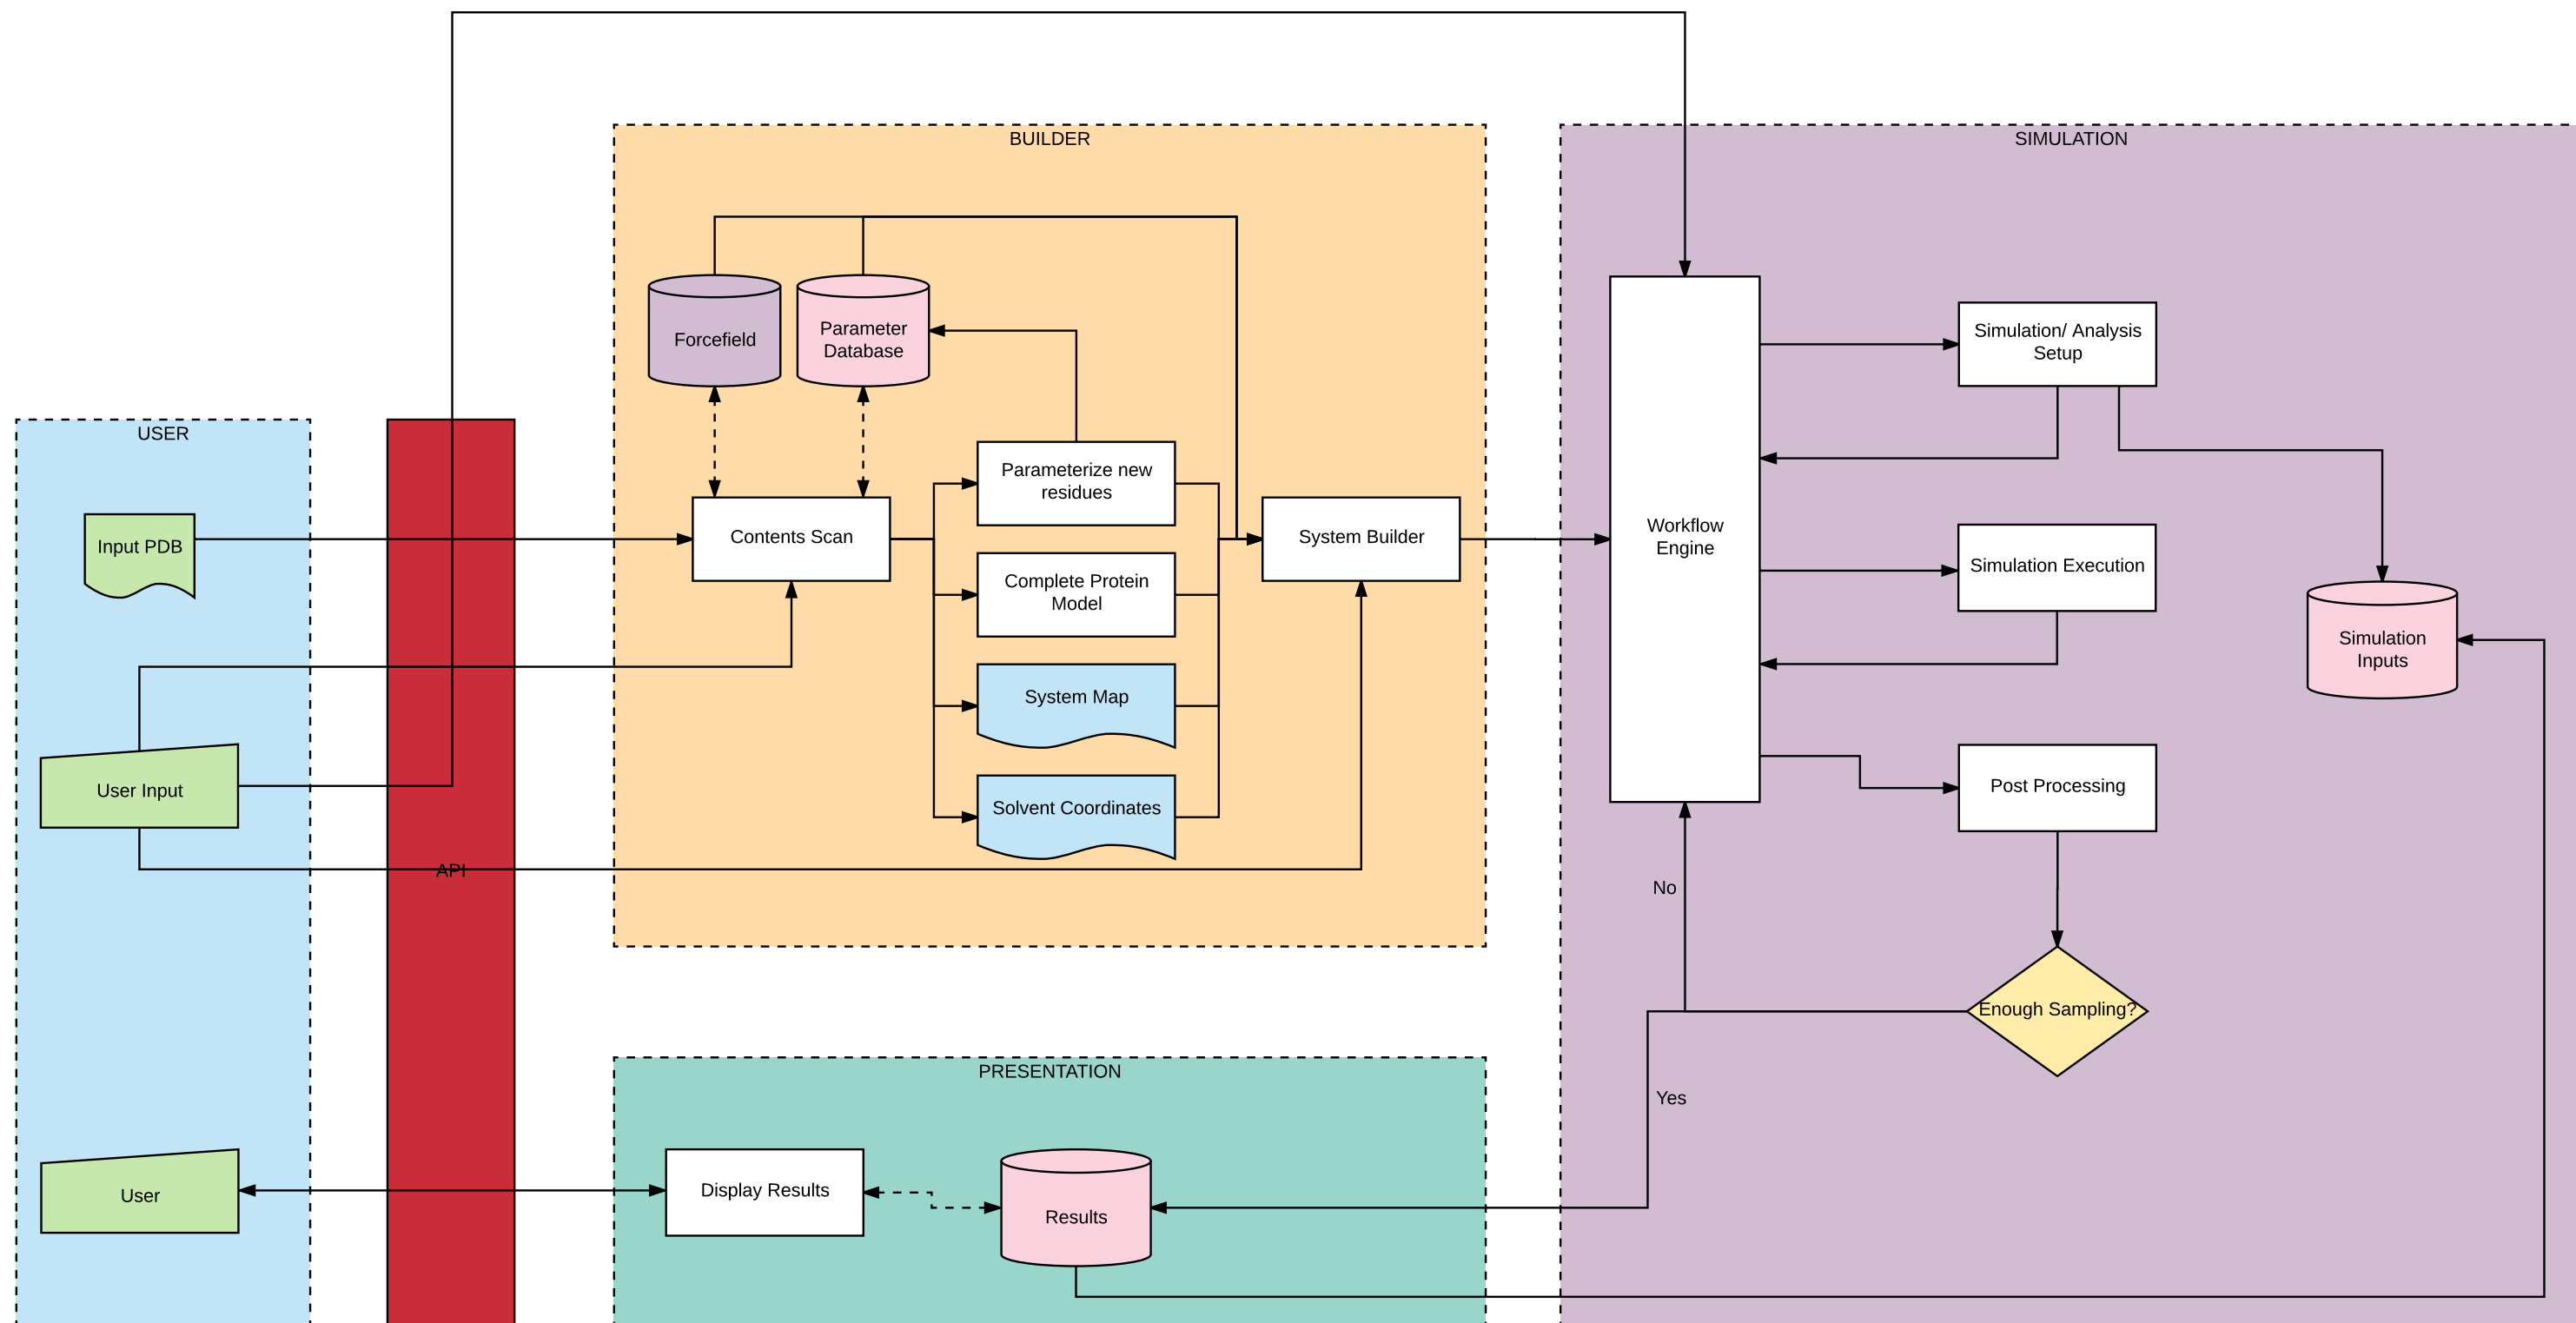 BUILDER
SIMULATION
USER
Forcefield
Parameter
Database
Simulation/ Analysis
Setup
Input PDB
Contents Scan
Parameterize new
residues
Complete Protein
Model
System Map
Solvent Coordinates
System Builder
Workflow
Engine
Simulation Execution
Simulation
Inputs
User Input
Post Processing
API
No
Enough Sampling?
PRESENTATION
Yes
User
Display Results
Results